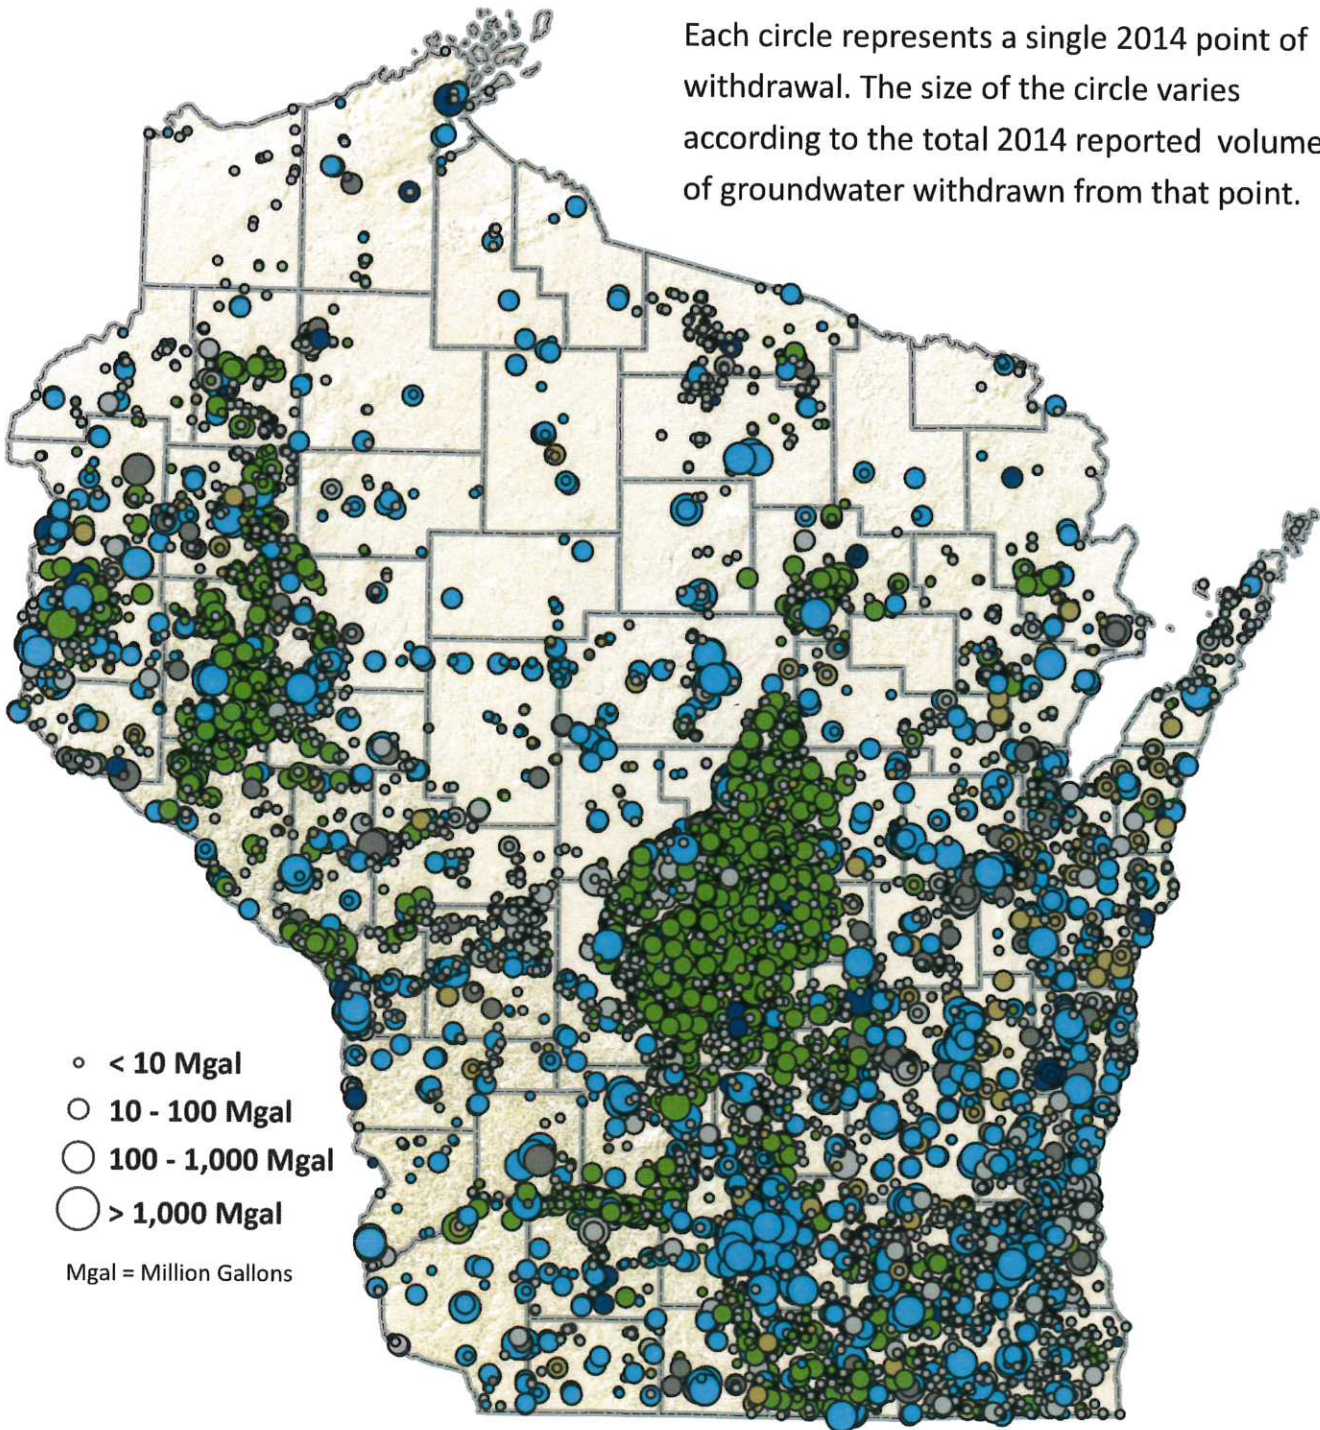 Each circle represents a single 2014 point of
withdrawal. The size of the circle varies
according to the total 2014 reported volume
of groundwater withdrawn from that point.
< 10 Mgal
10 - 100 Mgal
100 - 1,000 Mgal
> 1,000 Mgal
Mgal = Million Gallons